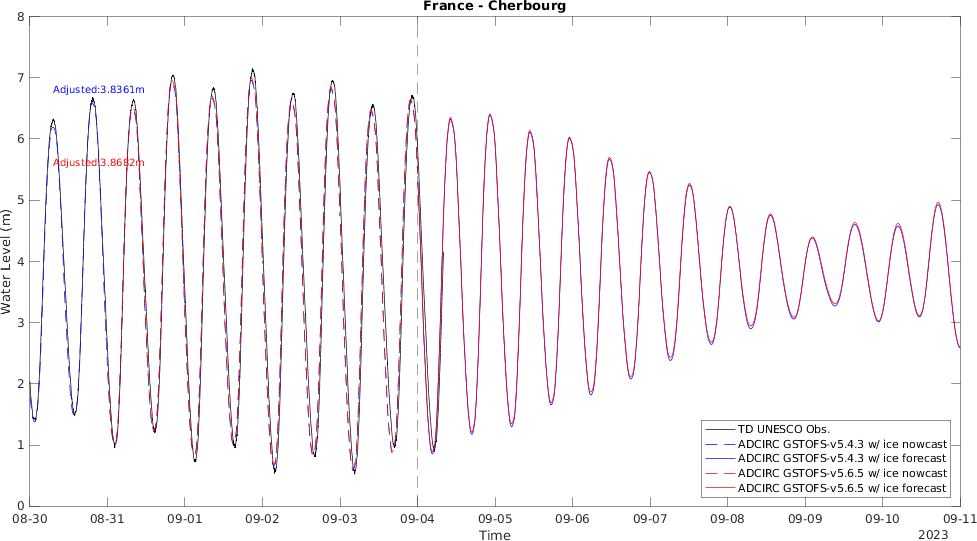 France - Cherbourg
8
7
6
5
4
3
2
1
0
Water Level (m)
Adjusted:3.8361m
Adjusted:3.8682m
TD UNESCO Obs.
ADCIRC GSTOFS-v5.4.3 w/ ice nowcast
ADCIRC GSTOFS-v5.4.3 w/ ice forecast
ADCIRC GSTOFS-v5.6.5 w/ ice nowcast
ADCIRC GSTOFS-v5.6.5 w/ ice forecast
08-30 08-31 09-01 09-02 09-03 09-04 09-05 09-06 09-07 09-08 09-09 09-10 09-11
Time
2023